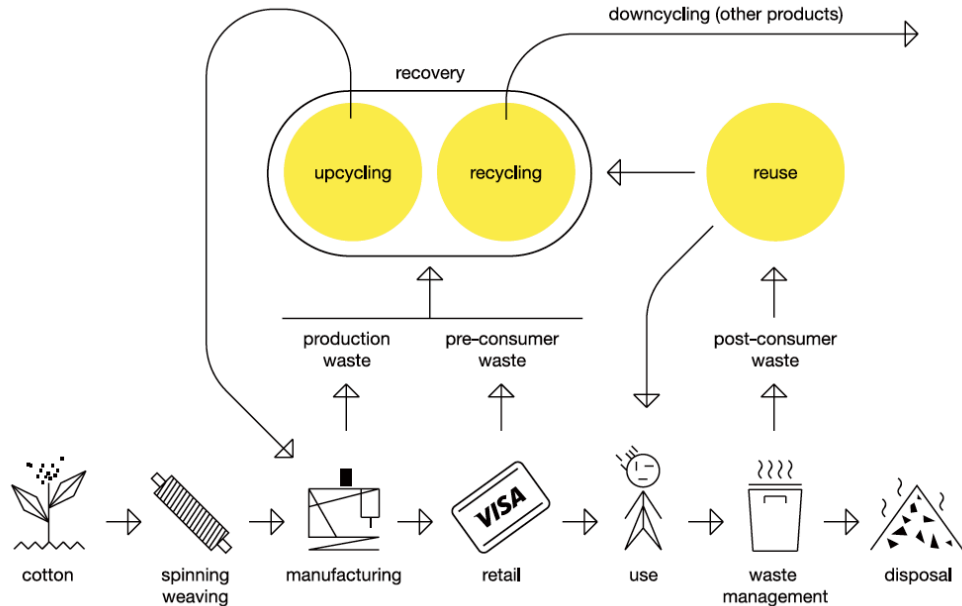 downcycling (other products)
recovery
upcycling
recycling
reuse
production
waste
pre-consumer
waste
post-consumer
waste
VISA
cotton
spinning
weaving
manufacturing
retail
use
waste
management
disposal